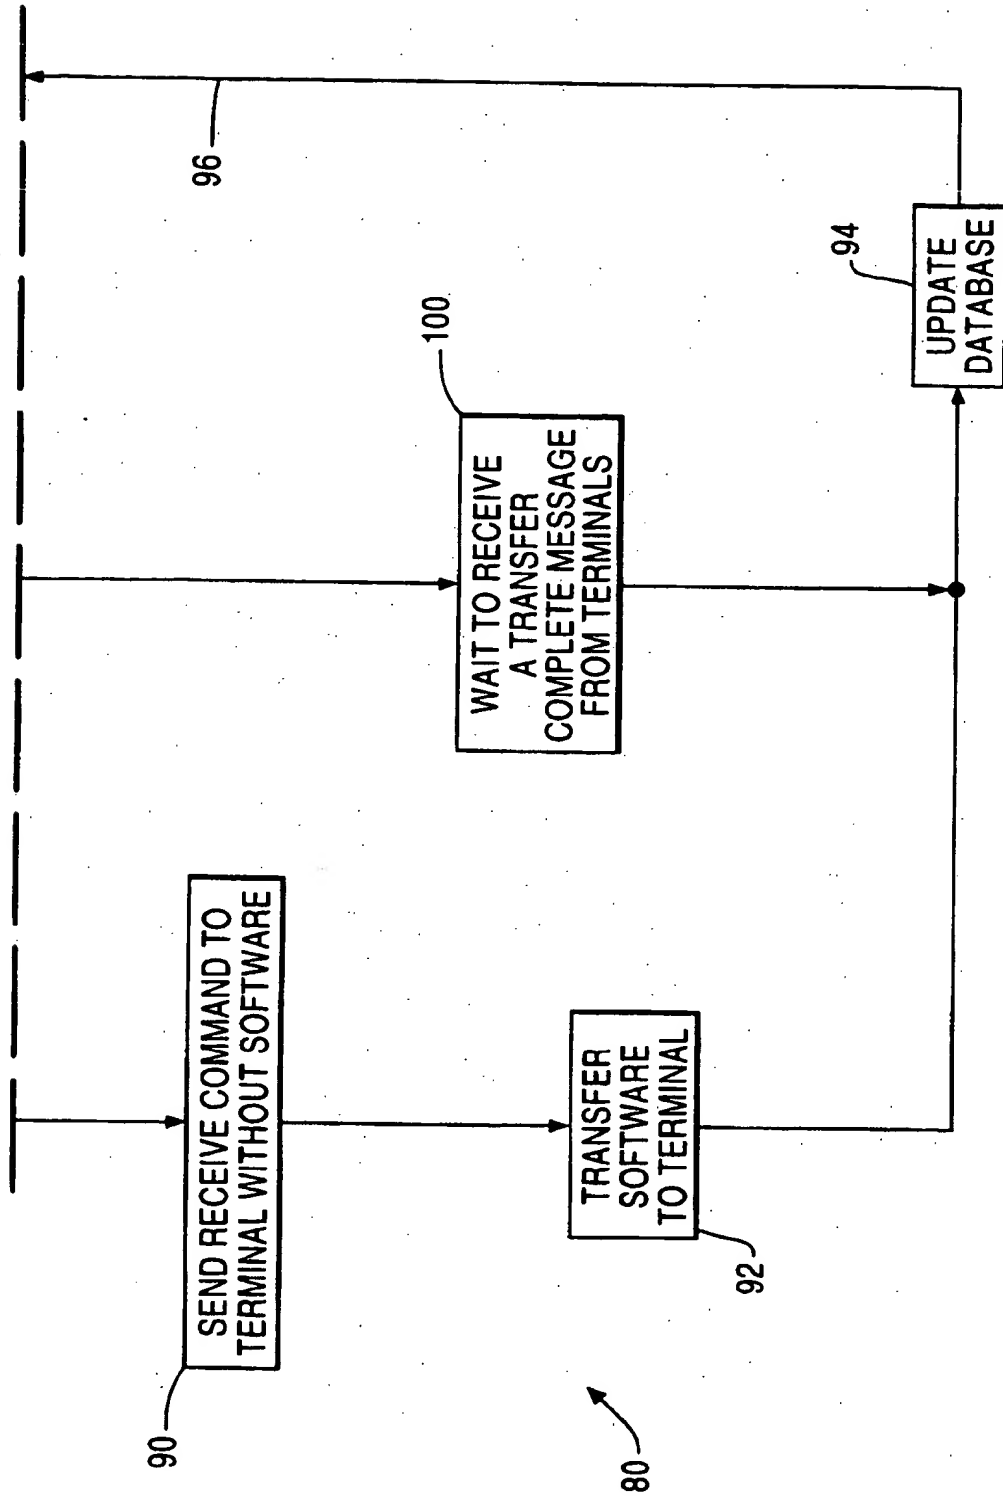 90
SEND RECEIVE COMMAND TO
TERMINAL WITHOUT SOFTWARE
92
TRANSFER
SOFTWARE
TO TERMINAL
100
WAIT TO RECEIVE
A TRANSFER
COMPLETE MESSAGE
FROM TERMINALS
94
UPDATE
DATABASE
96
80